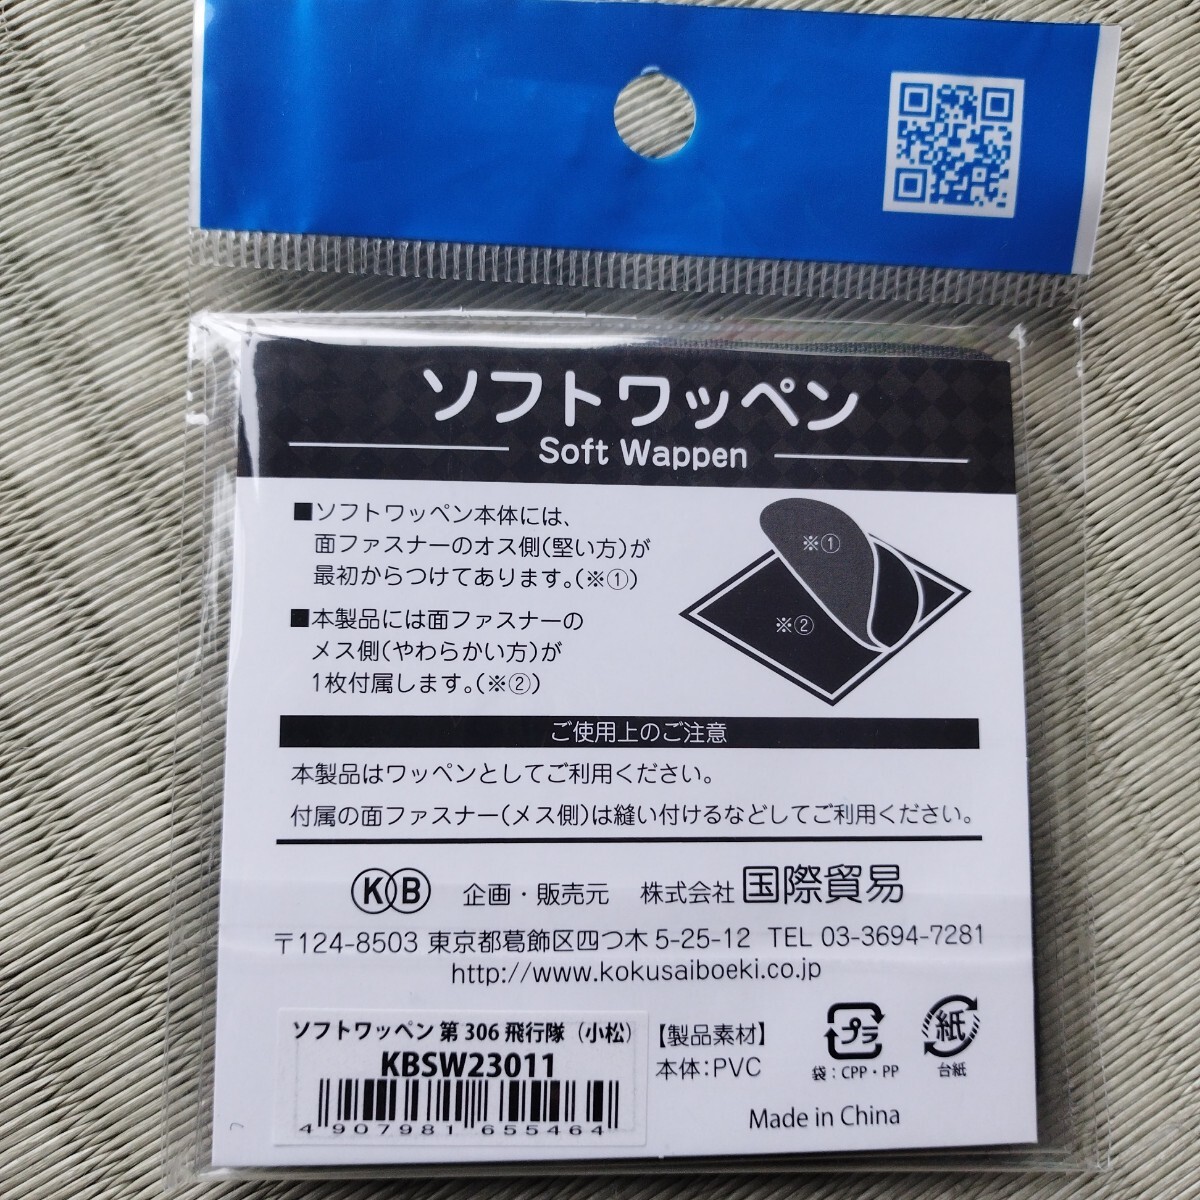 ソフトワッペン
Soft Wappen
■ソフトワッペン本体には、
面ファスナーのオス側(堅い方)が
最初からつけてあります。(※①)
■本製品には面ファスナーの
メス側(やわらかい方)が
1枚付属します。(※②)
※①
※②
ご使用上のご注意
本製品はワッペンとしてご利用ください。
付属の面ファスナー(メス側)は縫い付けるなどしてご利用ください。
KB 企画・販売元 株式会社 国際貿易
〒124-8503 東京都葛飾区四つ木 5-25-12 TEL 03-3694-7281
http://www.kokusaiboeki.co.jp
ソフトワッペン 第 306 飛行隊（小松）
KBSW23011
4 907981 655464
【製品素材】
本体:PVC
プラ
袋:CPP・PP
紙
台紙
Made in China